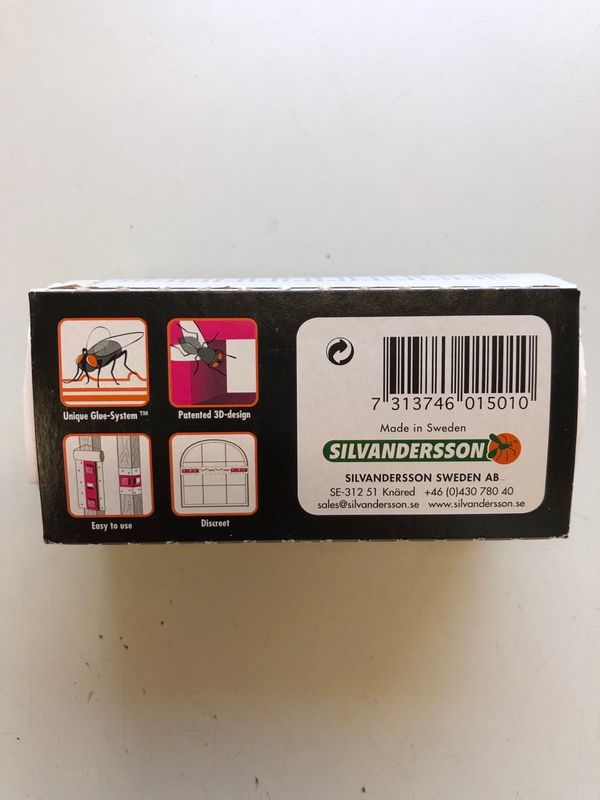 Unique Glue-System ™
Patented 3D-design
Easy to use
Discreet
7 313746 015010
Made in Sweden
SILVANDERSSON
SILVANDERSSON SWEDEN AB
SE-312 51 Knäred +46 (0)430 780 40
sales@silvandersson.se www.silvandersson.se